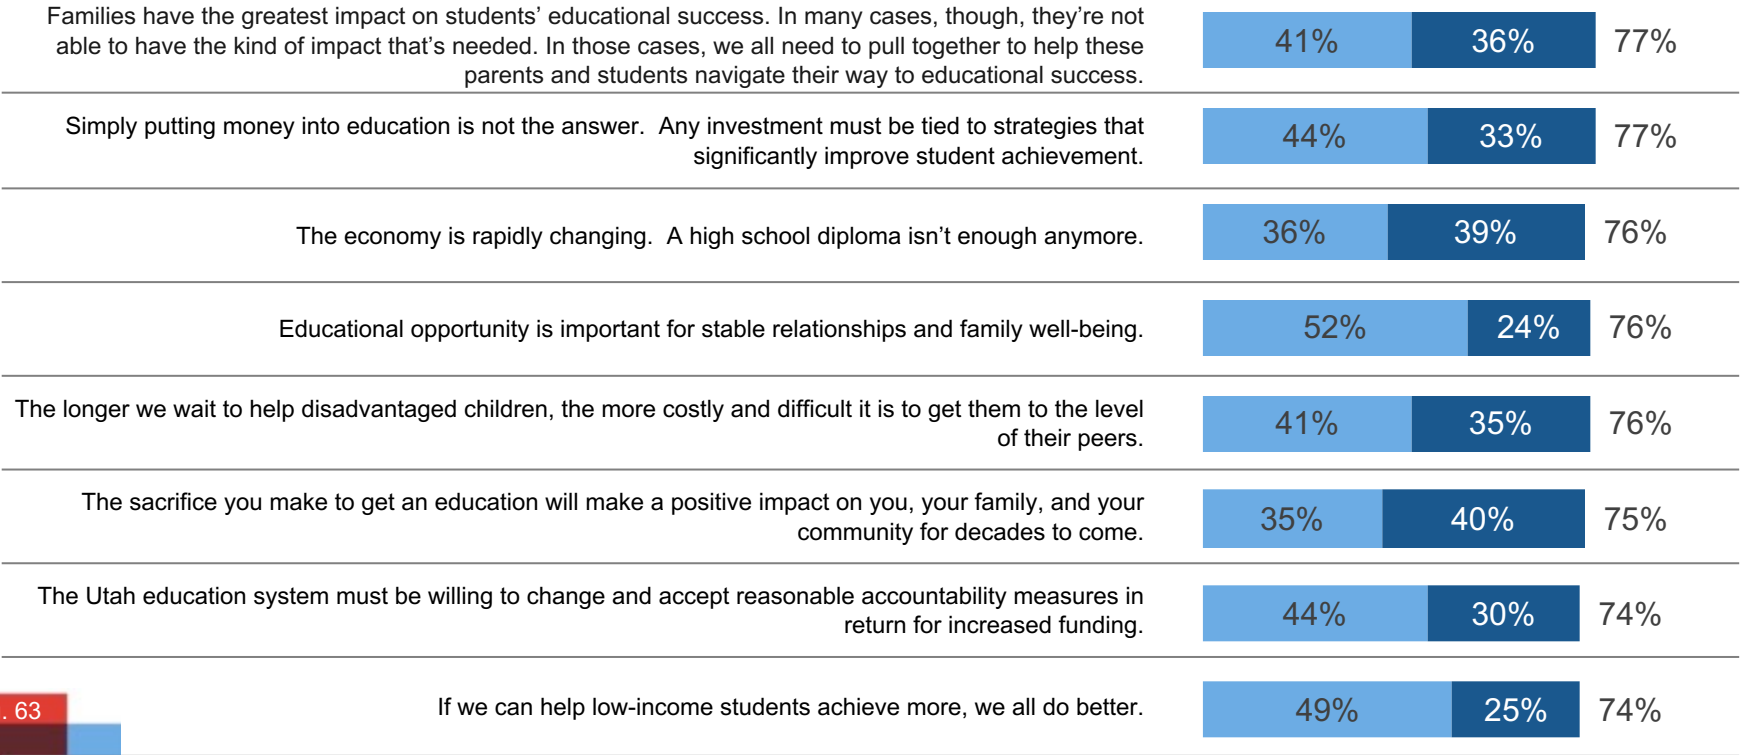 Families have the greatest impact on students’ educational success. In many cases, though, they’re not
able to have the kind of impact that’s needed. In those cases, we all need to pull together to help these
parents and students navigate their way to educational success.
41% 36% 77%
Simply putting money into education is not the answer.  Any investment must be tied to strategies that
significantly improve student achievement.
44% 33% 77%
The economy is rapidly changing.  A high school diploma isn’t enough anymore.
36% 39% 76%
Educational opportunity is important for stable relationships and family well-being.
52% 24% 76%
The longer we wait to help disadvantaged children, the more costly and difficult it is to get them to the level
of their peers.
41% 35% 76%
The sacrifice you make to get an education will make a positive impact on you, your family, and your
community for decades to come.
35% 40% 75%
The Utah education system must be willing to change and accept reasonable accountability measures in
return for increased funding.
44% 30% 74%
If we can help low-income students achieve more, we all do better.
49% 25% 74%
. 63